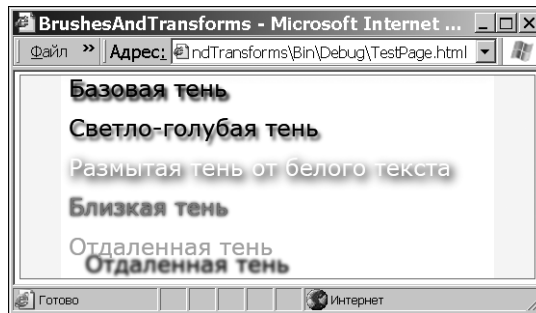 BrushesAndTransforms - Microsoft Internet ...
Файл » Адрес: ndTransforms\Bin\Debug\TestPage.html
Базовая тень
Светло-голубая тень
Размытая тень от белого текста
Близкая тень
Отдаленная тень
Отдаленная тень
Готово Интернет